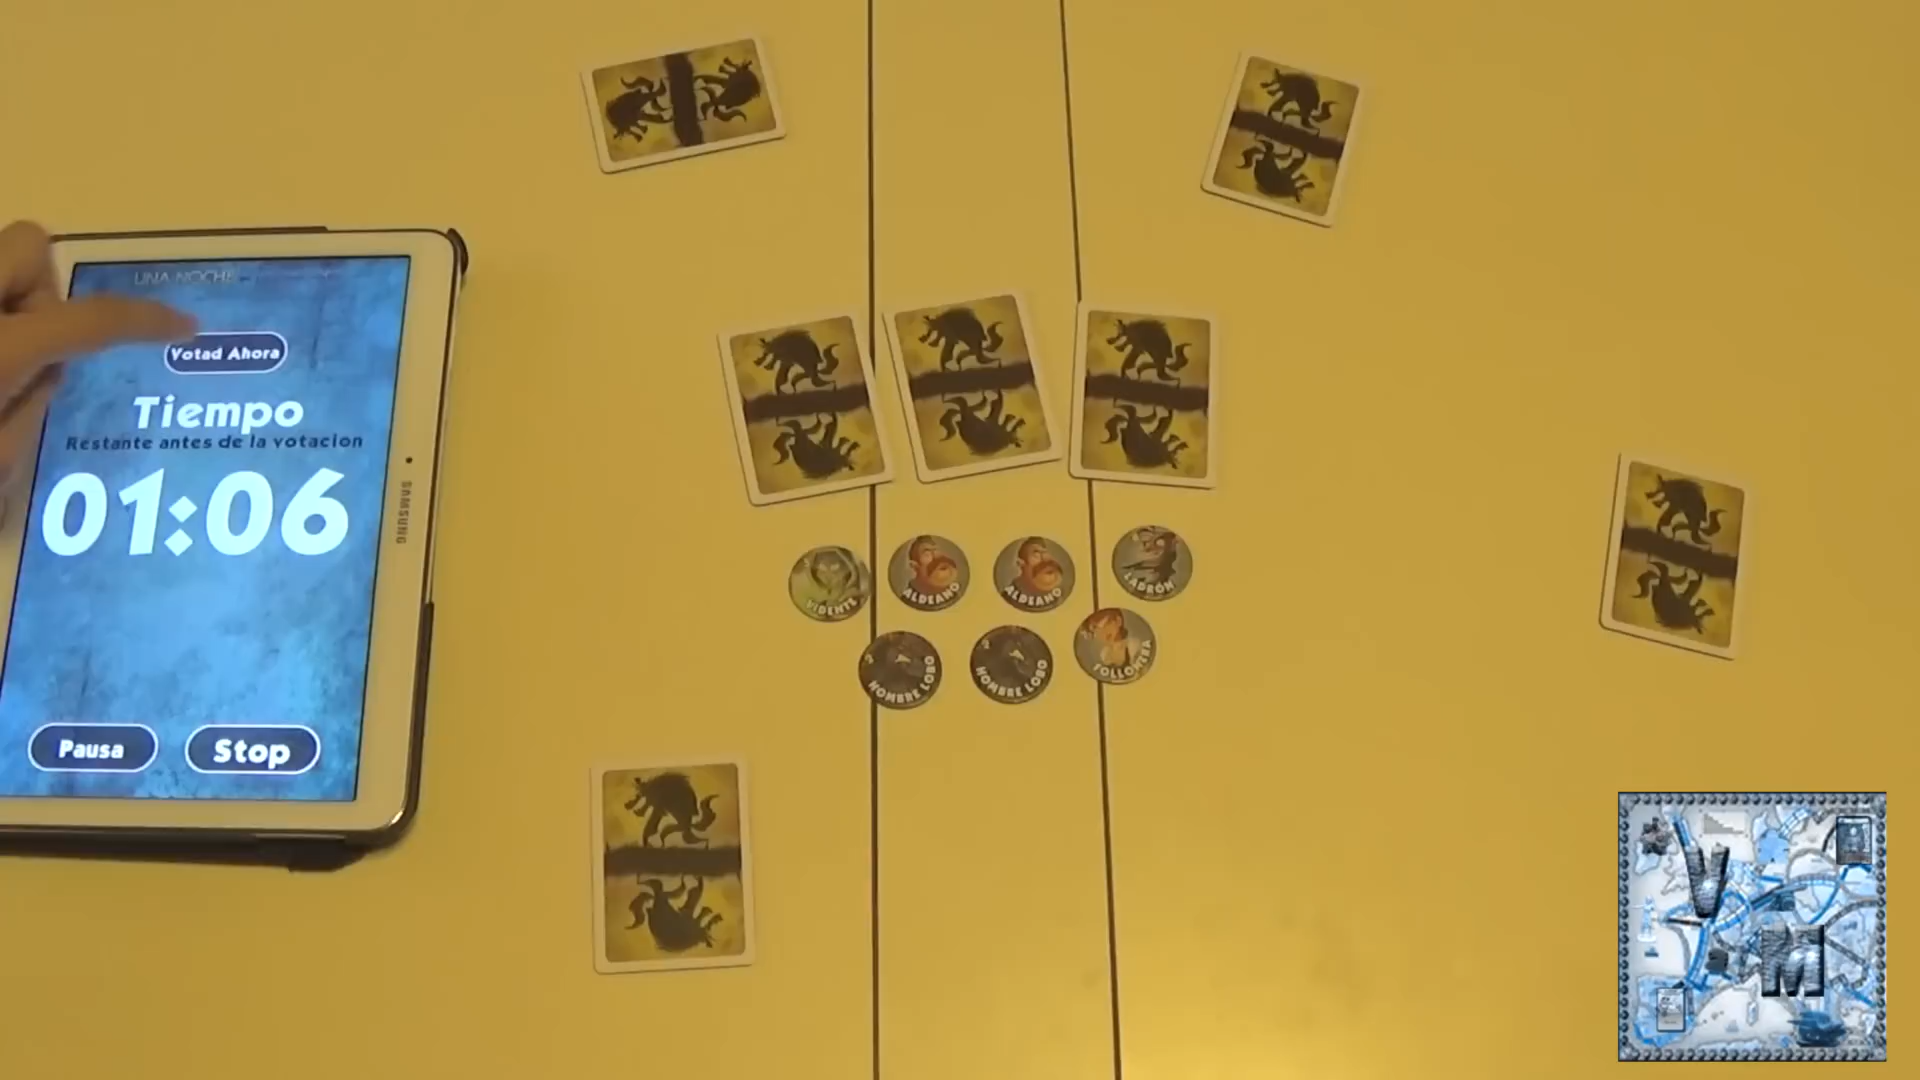 UNA NOCHE
Votad Ahora
Tiempo
Restante antes de la votacion
01:06
Pausa
Stop
SAMSUNG
VIDENTE
ALDEANO
ALDEANO
LADRÓN
HOMBRE LOBO
HOMBRE LOBO
FOLLONERA
V
M